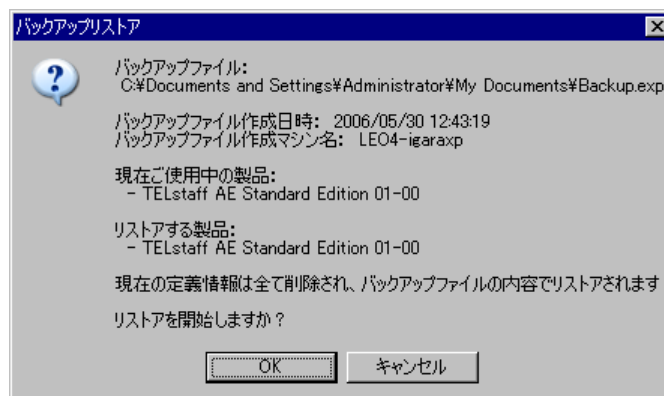 バックアップリストア
バックアップファイル:
C:¥Documents and Settings¥Administrator¥My Documents¥Backup.exp
バックアップファイル作成日時: 2006/05/30 12:43:19
バックアップファイル作成マシン名: LEO4-igaraxp
現在ご使用中の製品:
- TELstaff AE Standard Edition 01-00
リストアする製品:
- TELstaff AE Standard Edition 01-00
現在の定義情報は全て削除され、バックアップファイルの内容でリストアされます
リストアを開始しますか?
OK キャンセル